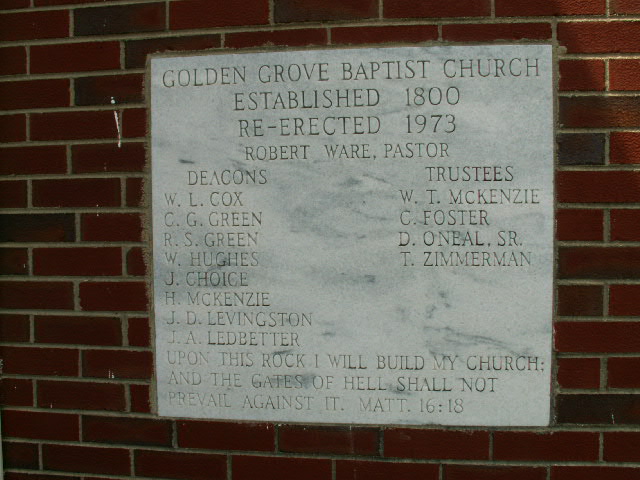 GOLDEN GROVE BAPTIST CHURCH
ESTABLISHED 1800
RE-ERECTED 1973
ROBERT WARE, PASTOR
DEACONS
W. L. COX
C. G. GREEN
R. S. GREEN
W. HUGHES
J. CHOICE
H. MCKENZIE
J. D. LEVINGSTON
J. A. LEDBETTER
TRUSTEES
W. T. MCKENZIE
C. FOSTER
D. ONEAL, SR.
T. ZIMMERMAN
UPON THIS ROCK I WILL BUILD MY CHURCH:
AND THE GATES OF HELL SHALL NOT
PREVAIL AGAINST IT. MATT. 16:18